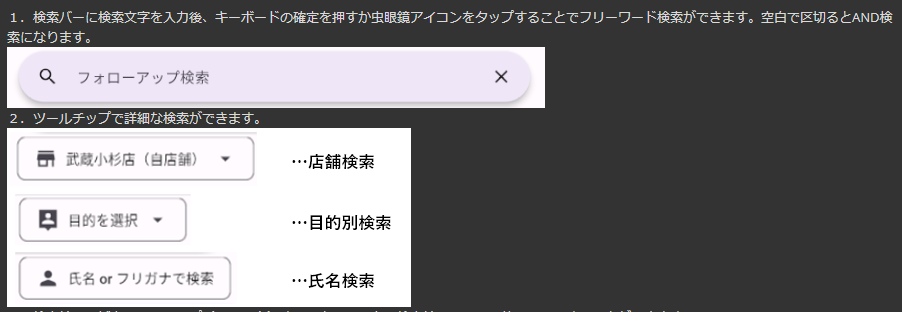 １．検索バーに検索文字を入力後、キーボードの確定を押すか虫眼鏡アイコンをタップすることでフリーワード検索ができます。空白で区切るとAND検
索になります。
フォローアップ検索
２．ツールチップで詳細な検索ができます。
武蔵小杉店（自店舗） …店舗検索
目的を選択 …目的別検索
氏名 or フリガナで検索 …氏名検索